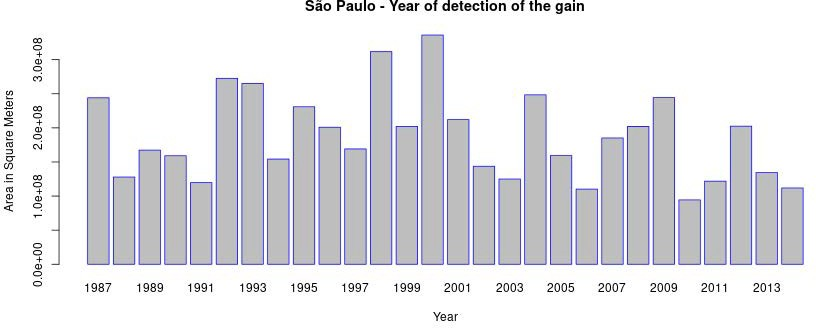 São Paulo - Year of detection of the gain
Area in Square Meters
3.0e+08
2.0e+08
1.0e+08
0.0e+00
1987 1989 1991 1993 1995 1997 1999 2001 2003 2005 2007 2009 2011 2013
Year